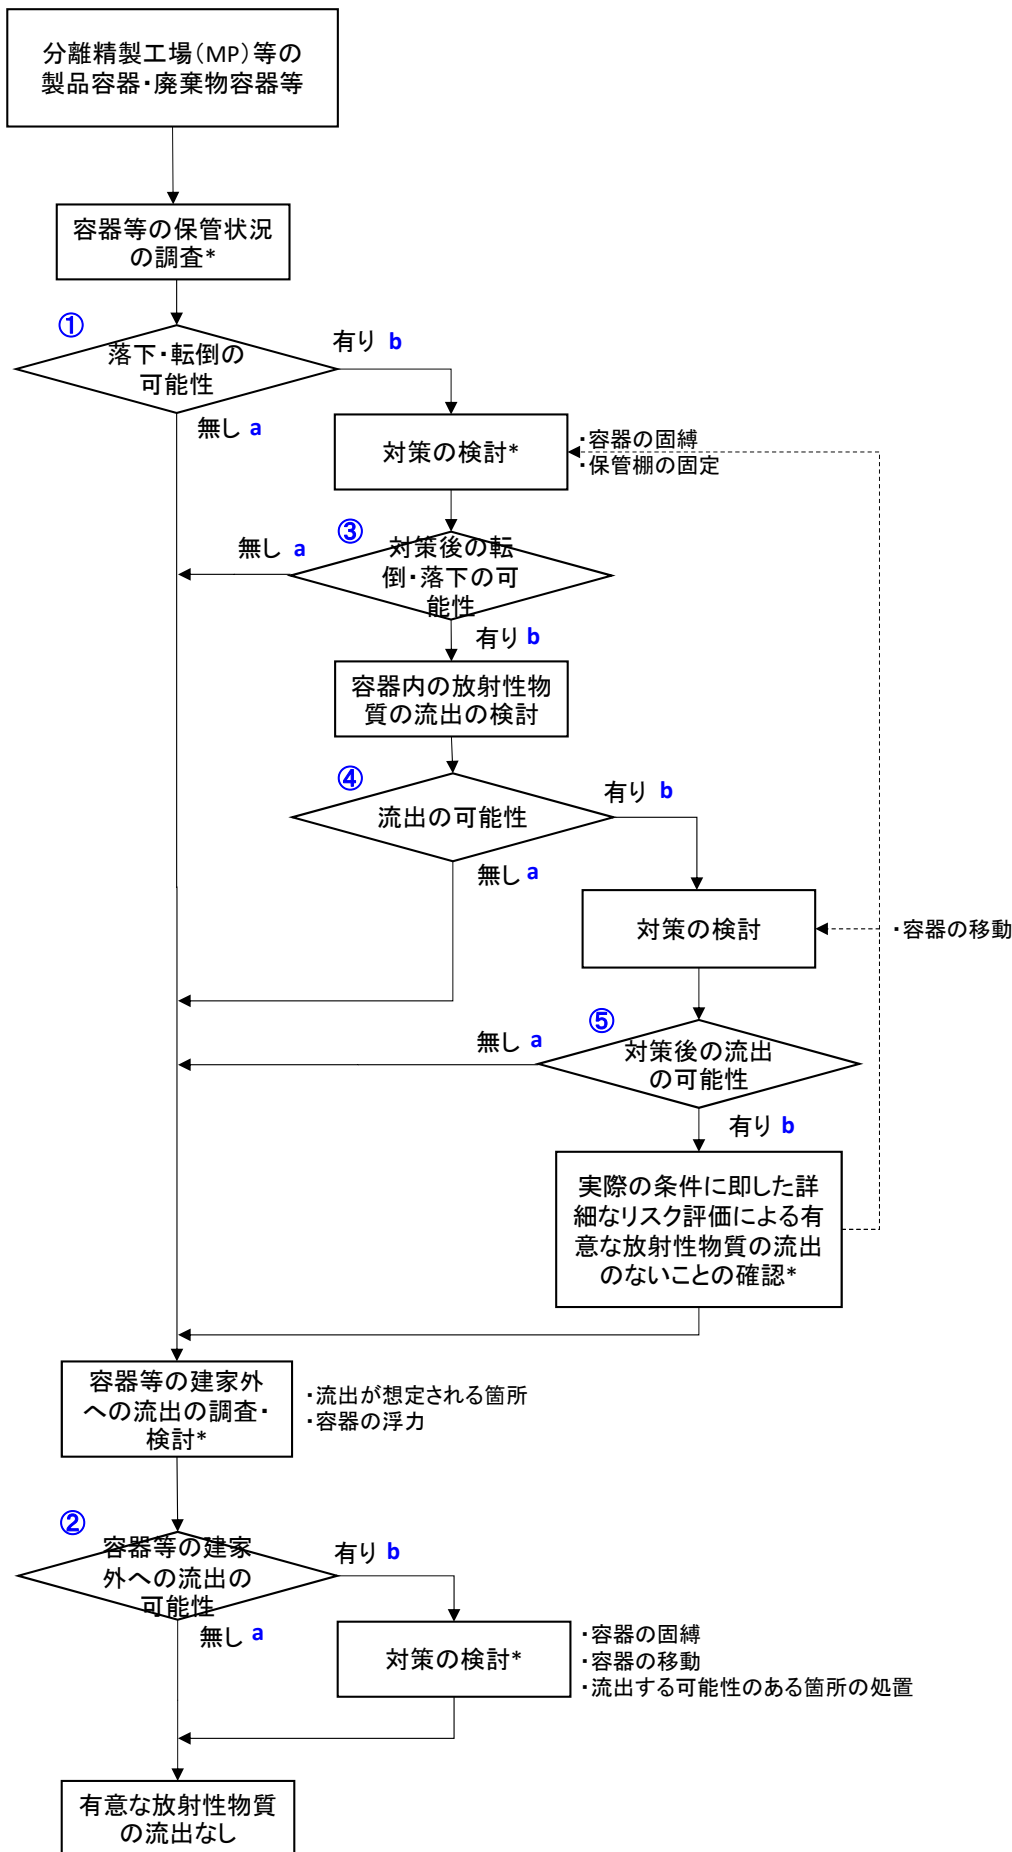 分離精製工場（MP）等の
製品容器・廃棄物容器等
容器等の保管状況
の調査*
①
落下・転倒の
可能性
有り b
無し a
対策の検討*
・容器の固縛
・保管棚の固定
③
対策後の転
倒・落下の可
能性
無し a
有り b
容器内の放射性物
質の流出の検討
④
流出の可能性
有り b
無し a
対策の検討
・容器の移動
⑤
対策後の流出
の可能性
無し a
有り b
実際の条件に即した詳
細なリスク評価による有
意な放射性物質の流出
のないことの確認*
容器等の建家外
への流出の調査・
検討*
・流出が想定される箇所
・容器の浮力
②
容器等の建家
外への流出の
可能性
有り b
無し a
対策の検討*
・容器の固縛
・容器の移動
・流出する可能性のある箇所の処置
有意な放射性物質
の流出なし